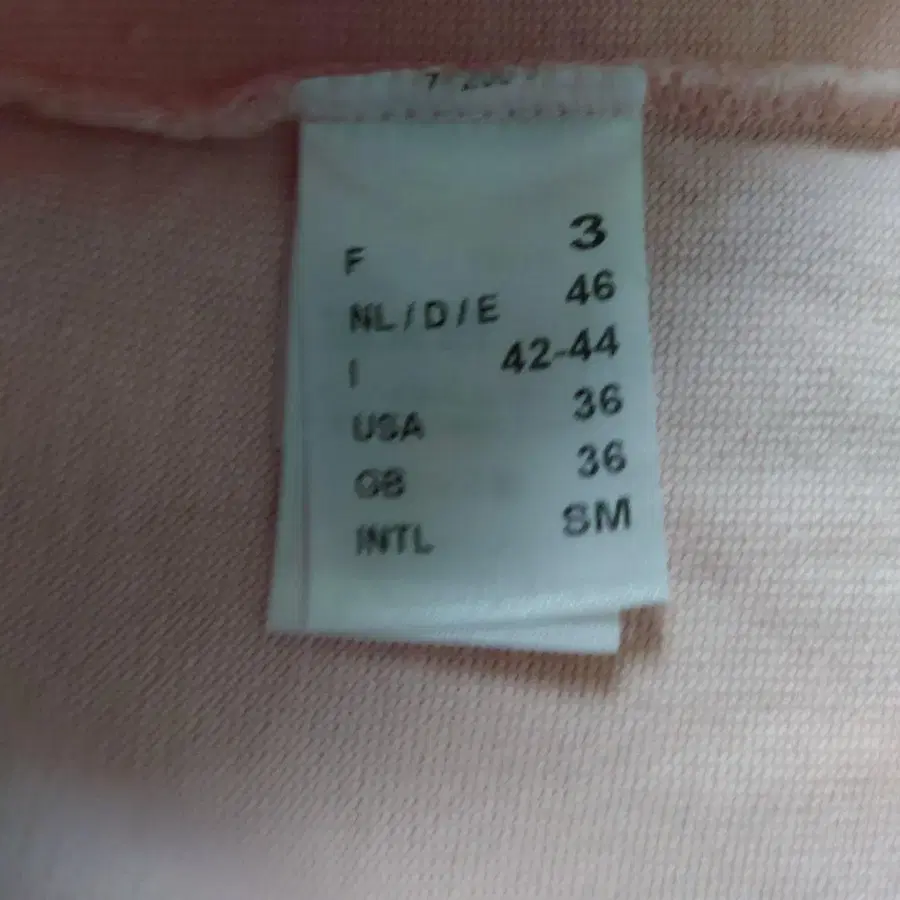 F 3
NL/D/E 46
I 42-44
USA 36
GB 36
INTL SM